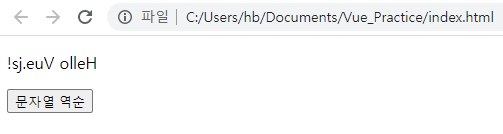 파일 C:/Users/hb/Documents/Vue_Practice/index.html
!sj.euV olleH
문자열 역순